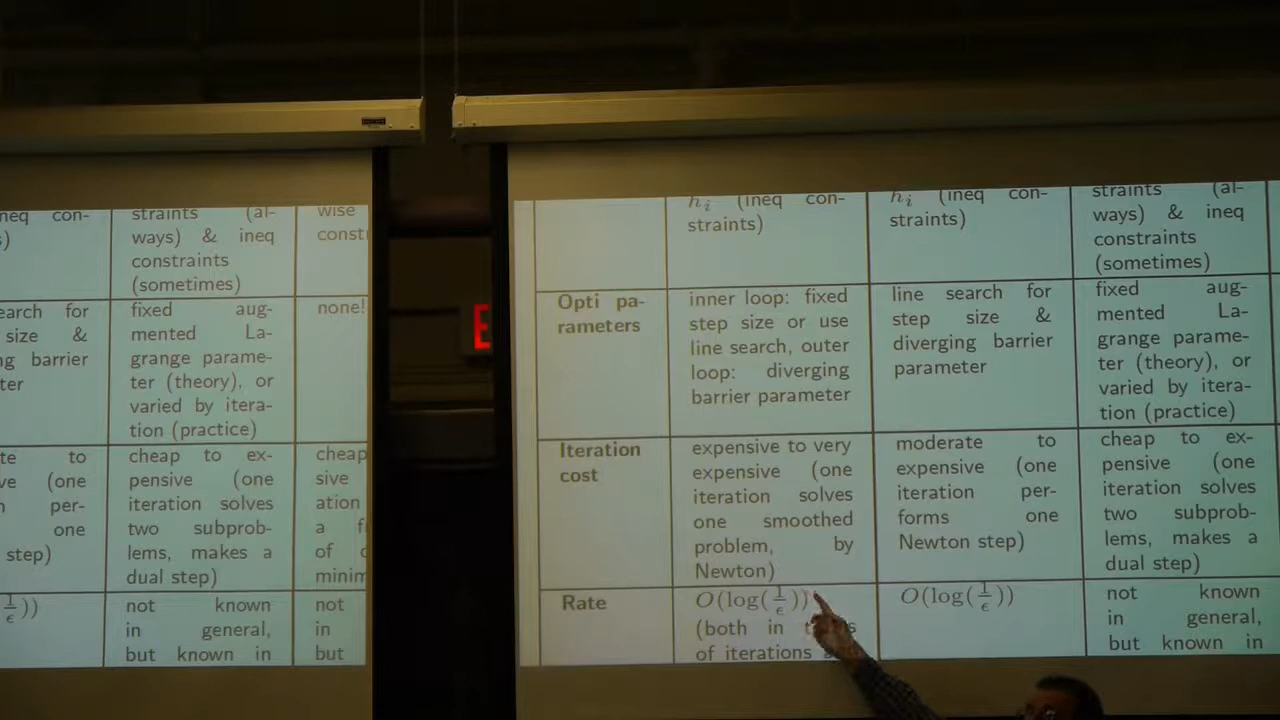 neq con-
straints (al-
ways) & ineq
constraints
(sometimes)
wise
const
size &
barrier
fixed aug-
mented La-
grange parame-
ter (theory), or
varied by itera-
tion (practice)
none!
to
(one
per-
one
step)
cheap to ex-
pensive (one
iteration solves
two subprob-
lems, makes a
dual step)
cheap
sive
ation
a
of
minim
1/ϵ))
not known
in general,
but known in
not
in
but
E
h_i (ineq con-
straints)
h_i (ineq con-
straints)
straints (al-
ways) & ineq
constraints
(sometimes)
Opti pa-
rameters
inner loop: fixed
step size or use
line search, outer
loop: diverging
barrier parameter
line search for
step size &
diverging barrier
parameter
fixed aug-
mented La-
grange parame-
ter (theory), or
varied by itera-
tion (practice)
Iteration
cost
expensive to very
expensive (one
iteration solves
one smoothed
problem, by
Newton)
moderate to
expensive (one
iteration per-
forms one
Newton step)
cheap to ex-
pensive (one
iteration solves
two subprob-
lems, makes a
dual step)
Rate
O(log(1/ϵ))
(both in
of iterations
O(log(1/ϵ))
not known
in general,
but known in